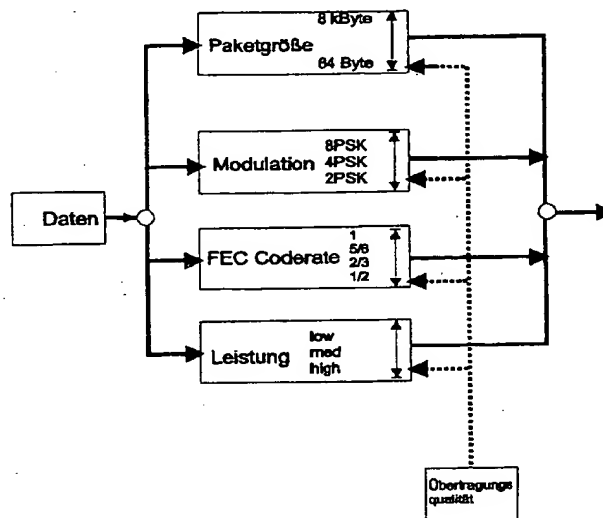 8 kByte
Paketgröße
64 Byte
8PSK
Modulation
4PSK
2PSK
Daten
1
FEC Coderate
5/6
2/3
1/2
low
Leistung
med
high
Übertragungs
qualität